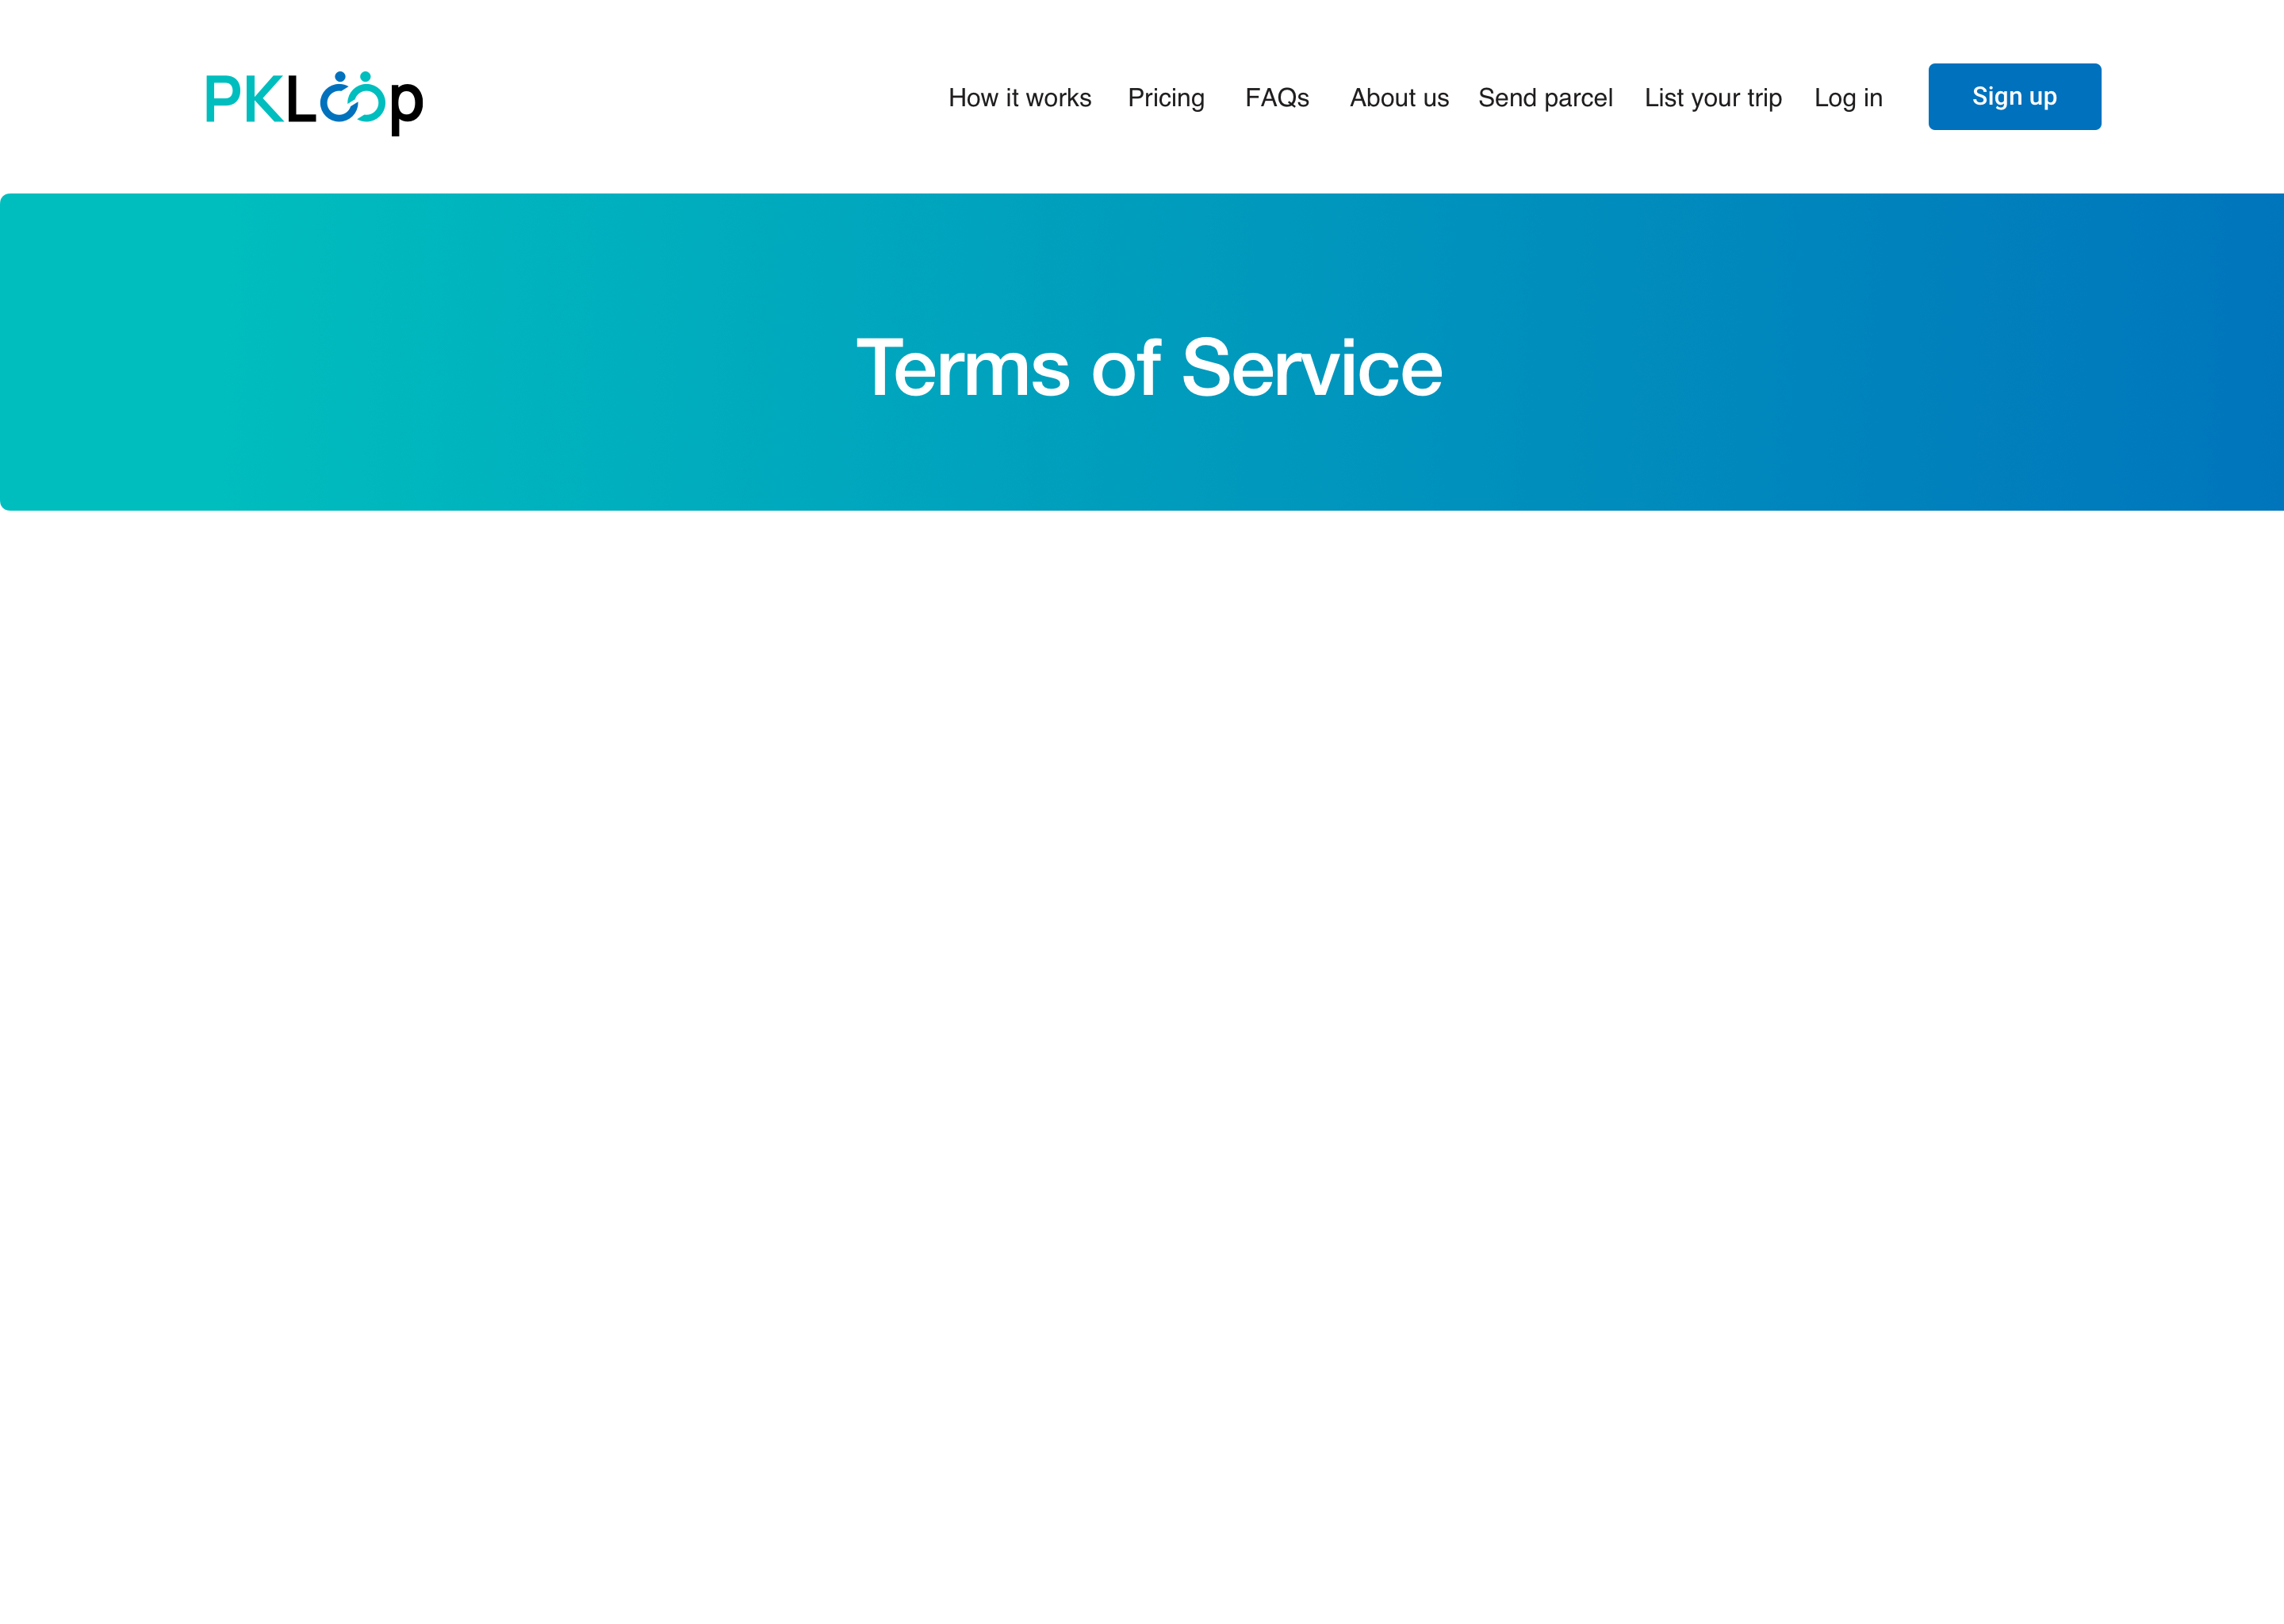 PKLööp
How it works Pricing FAQs About us Send parcel List your trip Log in Sign up
Terms of Service